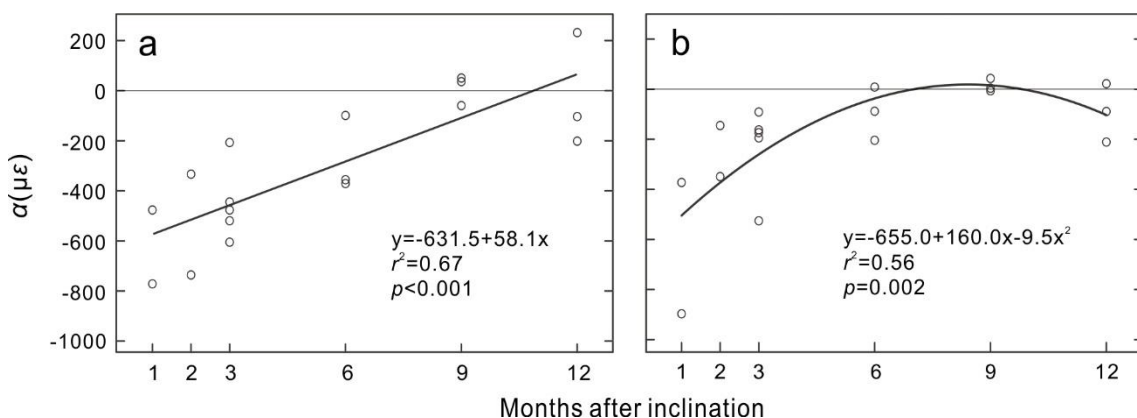 a
b
200
0
-200
-400
-600
-800
-1000
α(με)
y=-631.5+58.1x
r²=0.67
p<0.001
y=-655.0+160.0x-9.5x²
r²=0.56
p=0.002
1 2 3 6 9 12
1 2 3 6 9 12
Months after inclination